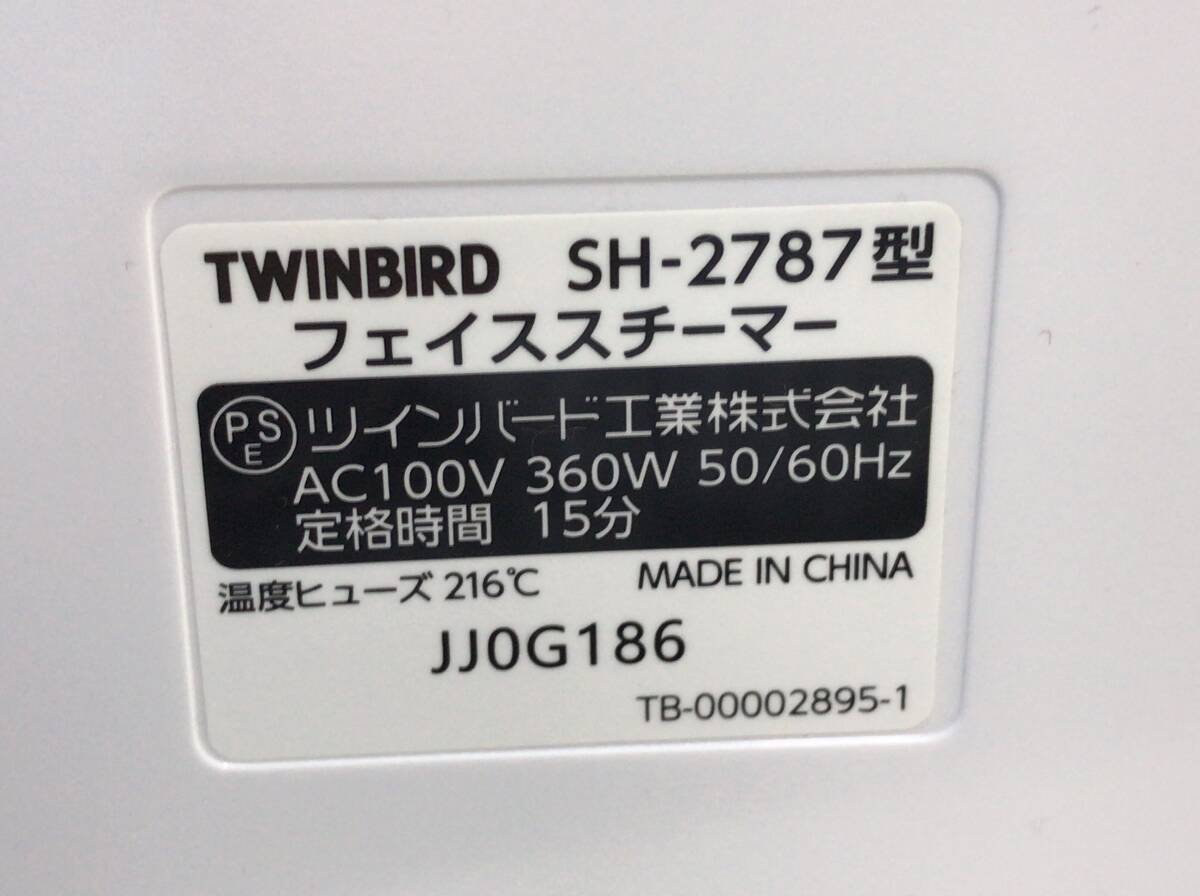 TWINBIRD SH-2787型
フェイススチーマー
PSE ツインバード工業株式会社
AC100V 360W 50/60Hz
定格時間 15分
温度ヒューズ 216℃ MADE IN CHINA
JJ0G186
TB-00002895-1